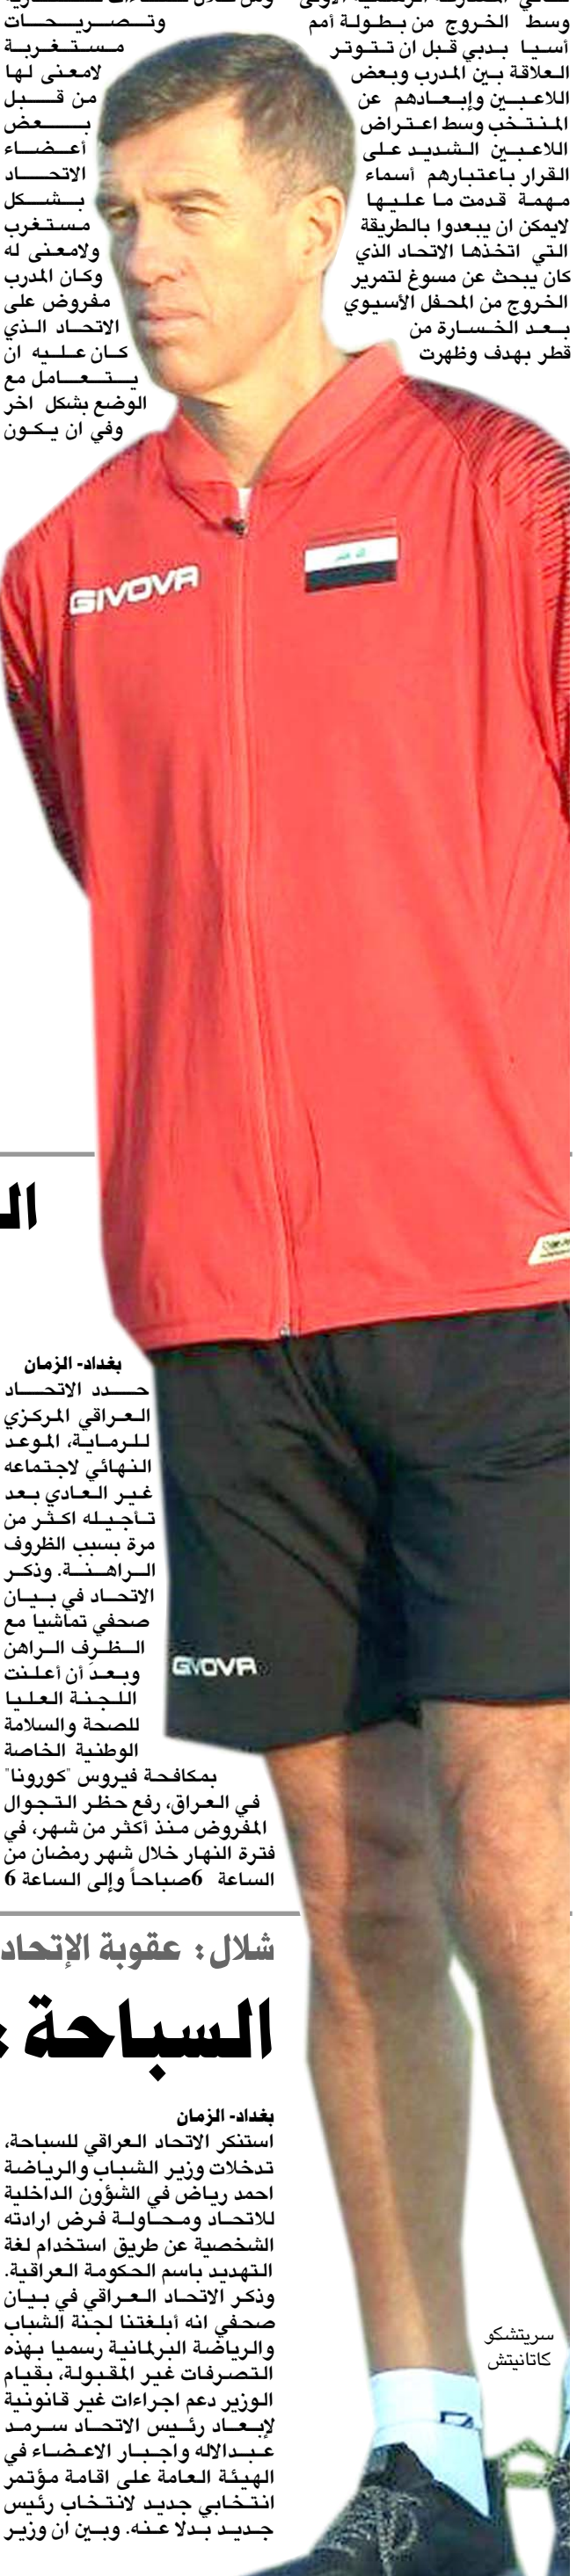 وسط الخروج من بطولة أمم
أسيا بدبي قبل ان تتوتر
العلاقة بين المدرب وبعض
اللاعبين وإبعادهم عن
المنتخب وسط اعتراض
اللاعبين الشديد على
القرار باعتبارهم أسماء
مهمة قدمت ما عليها
لايمكن ان يبعدوا بالطريقة
التي اتخذها الاتحاد الذي
كان يبحث عن مسوغ لتمرير
الخروج من المحفل الأسيوي
بعد الخسارة من
قطر بهدف وظهرت
وتصريحات
مستغربة
لامعنى لها
من قبل
بعض
أعضاء
الاتحاد
بشكل
مستغرب
ولامعنى له
وكان المدرب
مفروض على
الاتحاد الذي
كان عليه ان
يتعامل مع
الوضع بشكل اخر
وفي ان يكون
GIVOVA
ال
بغداد- الزمان
حدد الاتحاد
العراقي المركزي
للرماية، الموعد
النهائي لاجتماعه
غير العادي بعد
تأجيله اكثر من
مرة بسبب الظروف
الراهنة. وذكر
الاتحاد في بيان
صحفي تماشيا مع
الظرف الراهن
وبعد أن أعلنت
اللجنة العليا
للصحة والسلامة
الوطنية الخاصة
بمكافحة فيروس "كورونا"
في العراق، رفع حظر التجوال
المفروض منذ أكثر من شهر، في
فترة النهار خلال شهر رمضان من
الساعة 6صباحاً وإلى الساعة 6
GIVOVA
شلال: عقوبة الإتحاد
السباحة :
بغداد- الزمان
استنكر الاتحاد العراقي للسباحة،
تدخلات وزير الشباب والرياضة
احمد رياض في الشؤون الداخلية
للاتحاد ومحاولة فرض ارادته
الشخصية عن طريق استخدام لغة
التهديد باسم الحكومة العراقية.
وذكر الاتحاد العراقي في بيان
صحفي انه أبلغتنا لجنة الشباب
والرياضة البرلمانية رسميا بهذه
التصرفات غير المقبولة، بقيام
الوزير دعم اجراءات غير قانونية
لإبعاد رئيس الاتحاد سرمد
عبدالاله واجبار الاعضاء في
الهيئة العامة على اقامة مؤتمر
انتخابي جديد لانتخاب رئيس
جديد بدلا عنه. وبين ان وزير
سريتشكو
كاتانيتش